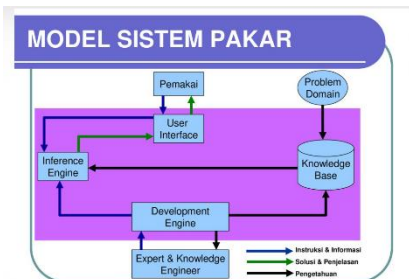 MODEL SISTEM PAKAR
Pemakai
Problem
Domain
User
Interface
Inference
Engine
Knowledge
Base
Development
Engine
Expert & Knowledge
Engineer
Instruksi & Informasi
Solusi & Penjelasan
Pengetahuan